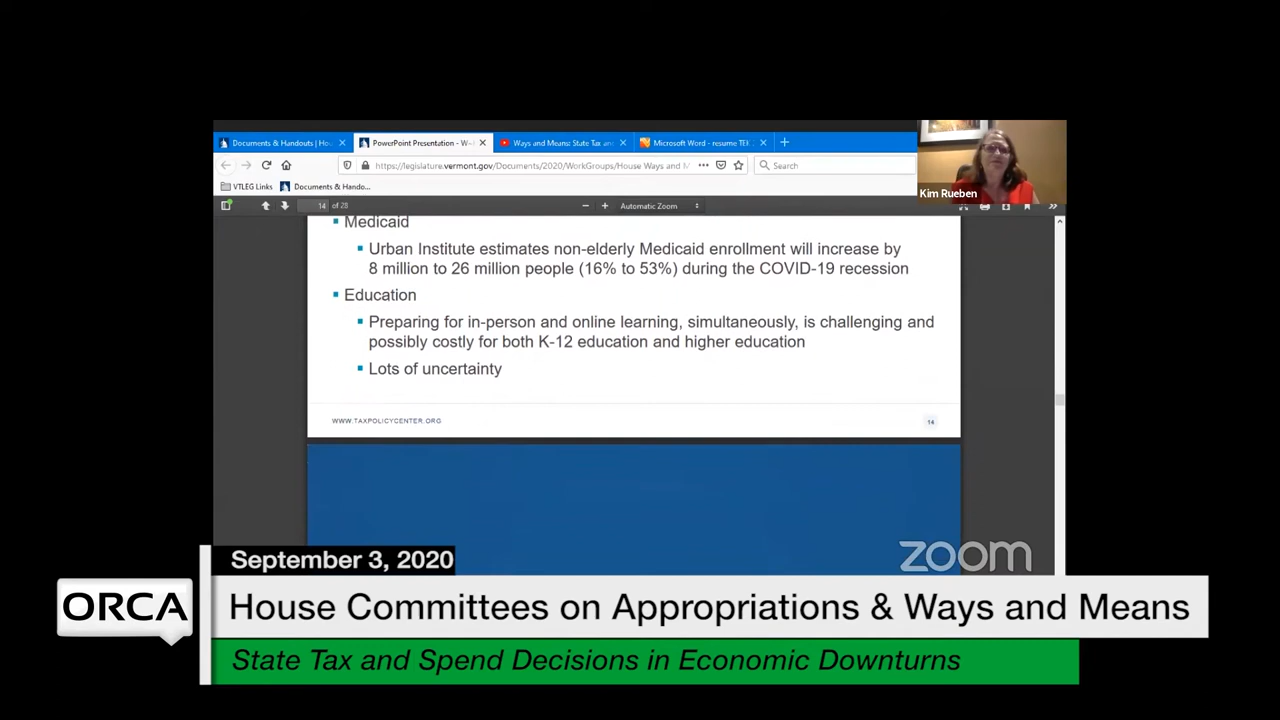 Documents & Handouts | Ho
PowerPoint Presentation - W
Ways and Means: State Tax an
Microsoft Word - resume TE
https://legislature.vermont.gov/Documents/2020/WorkGroups/House Ways and M
Search
VTLEG Links
Documents & Hando...
14 of 28
Automatic Zoom
Kim Rueben
Medicaid
Urban Institute estimates non-elderly Medicaid enrollment will increase by
8 million to 26 million people (16% to 53%) during the COVID-19 recession
Education
Preparing for in-person and online learning, simultaneously, is challenging and
possibly costly for both K-12 education and higher education
Lots of uncertainty
WWW.TAXPOLICYCENTER.ORG
14
zoom
September 3, 2020
ORCA
House Committees on Appropriations & Ways and Means
State Tax and Spend Decisions in Economic Downturns